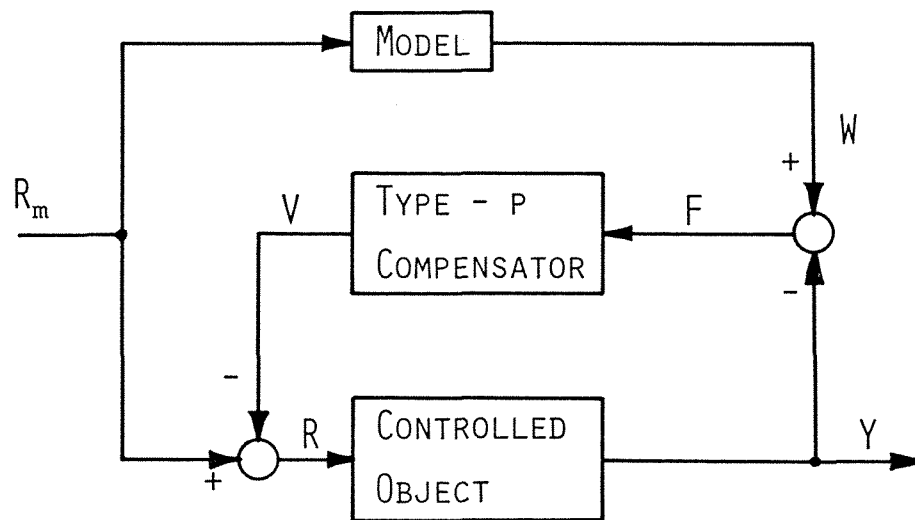 MODEL
W
+
R_m
V
TYPE - P
COMPENSATOR
F
-
-
R
+
CONTROLLED
OBJECT
Y